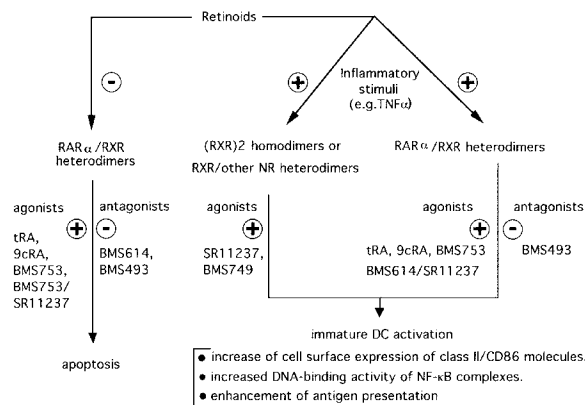 Retinoids
Inflammatory
stimuli
(e.g.TNFα)
−
+
+
RARα/RXR
heterodimers
(RXR)2 homodimers or
RXR/other NR heterodimers
RARα/RXR heterodimers
agonists
antagonists
+
−
tRA,
9cRA,
BMS753,
BMS753/
SR11237
BMS614,
BMS493
agonists
+
SR11237,
BMS749
agonists
antagonists
+
−
tRA, 9cRA, BMS753
BMS614/SR11237
BMS493
apoptosis
immature DC activation
• increase of cell surface expression of class II/CD86 molecules.
• increased DNA-binding activity of NF-κB complexes.
• enhancement of antigen presentation